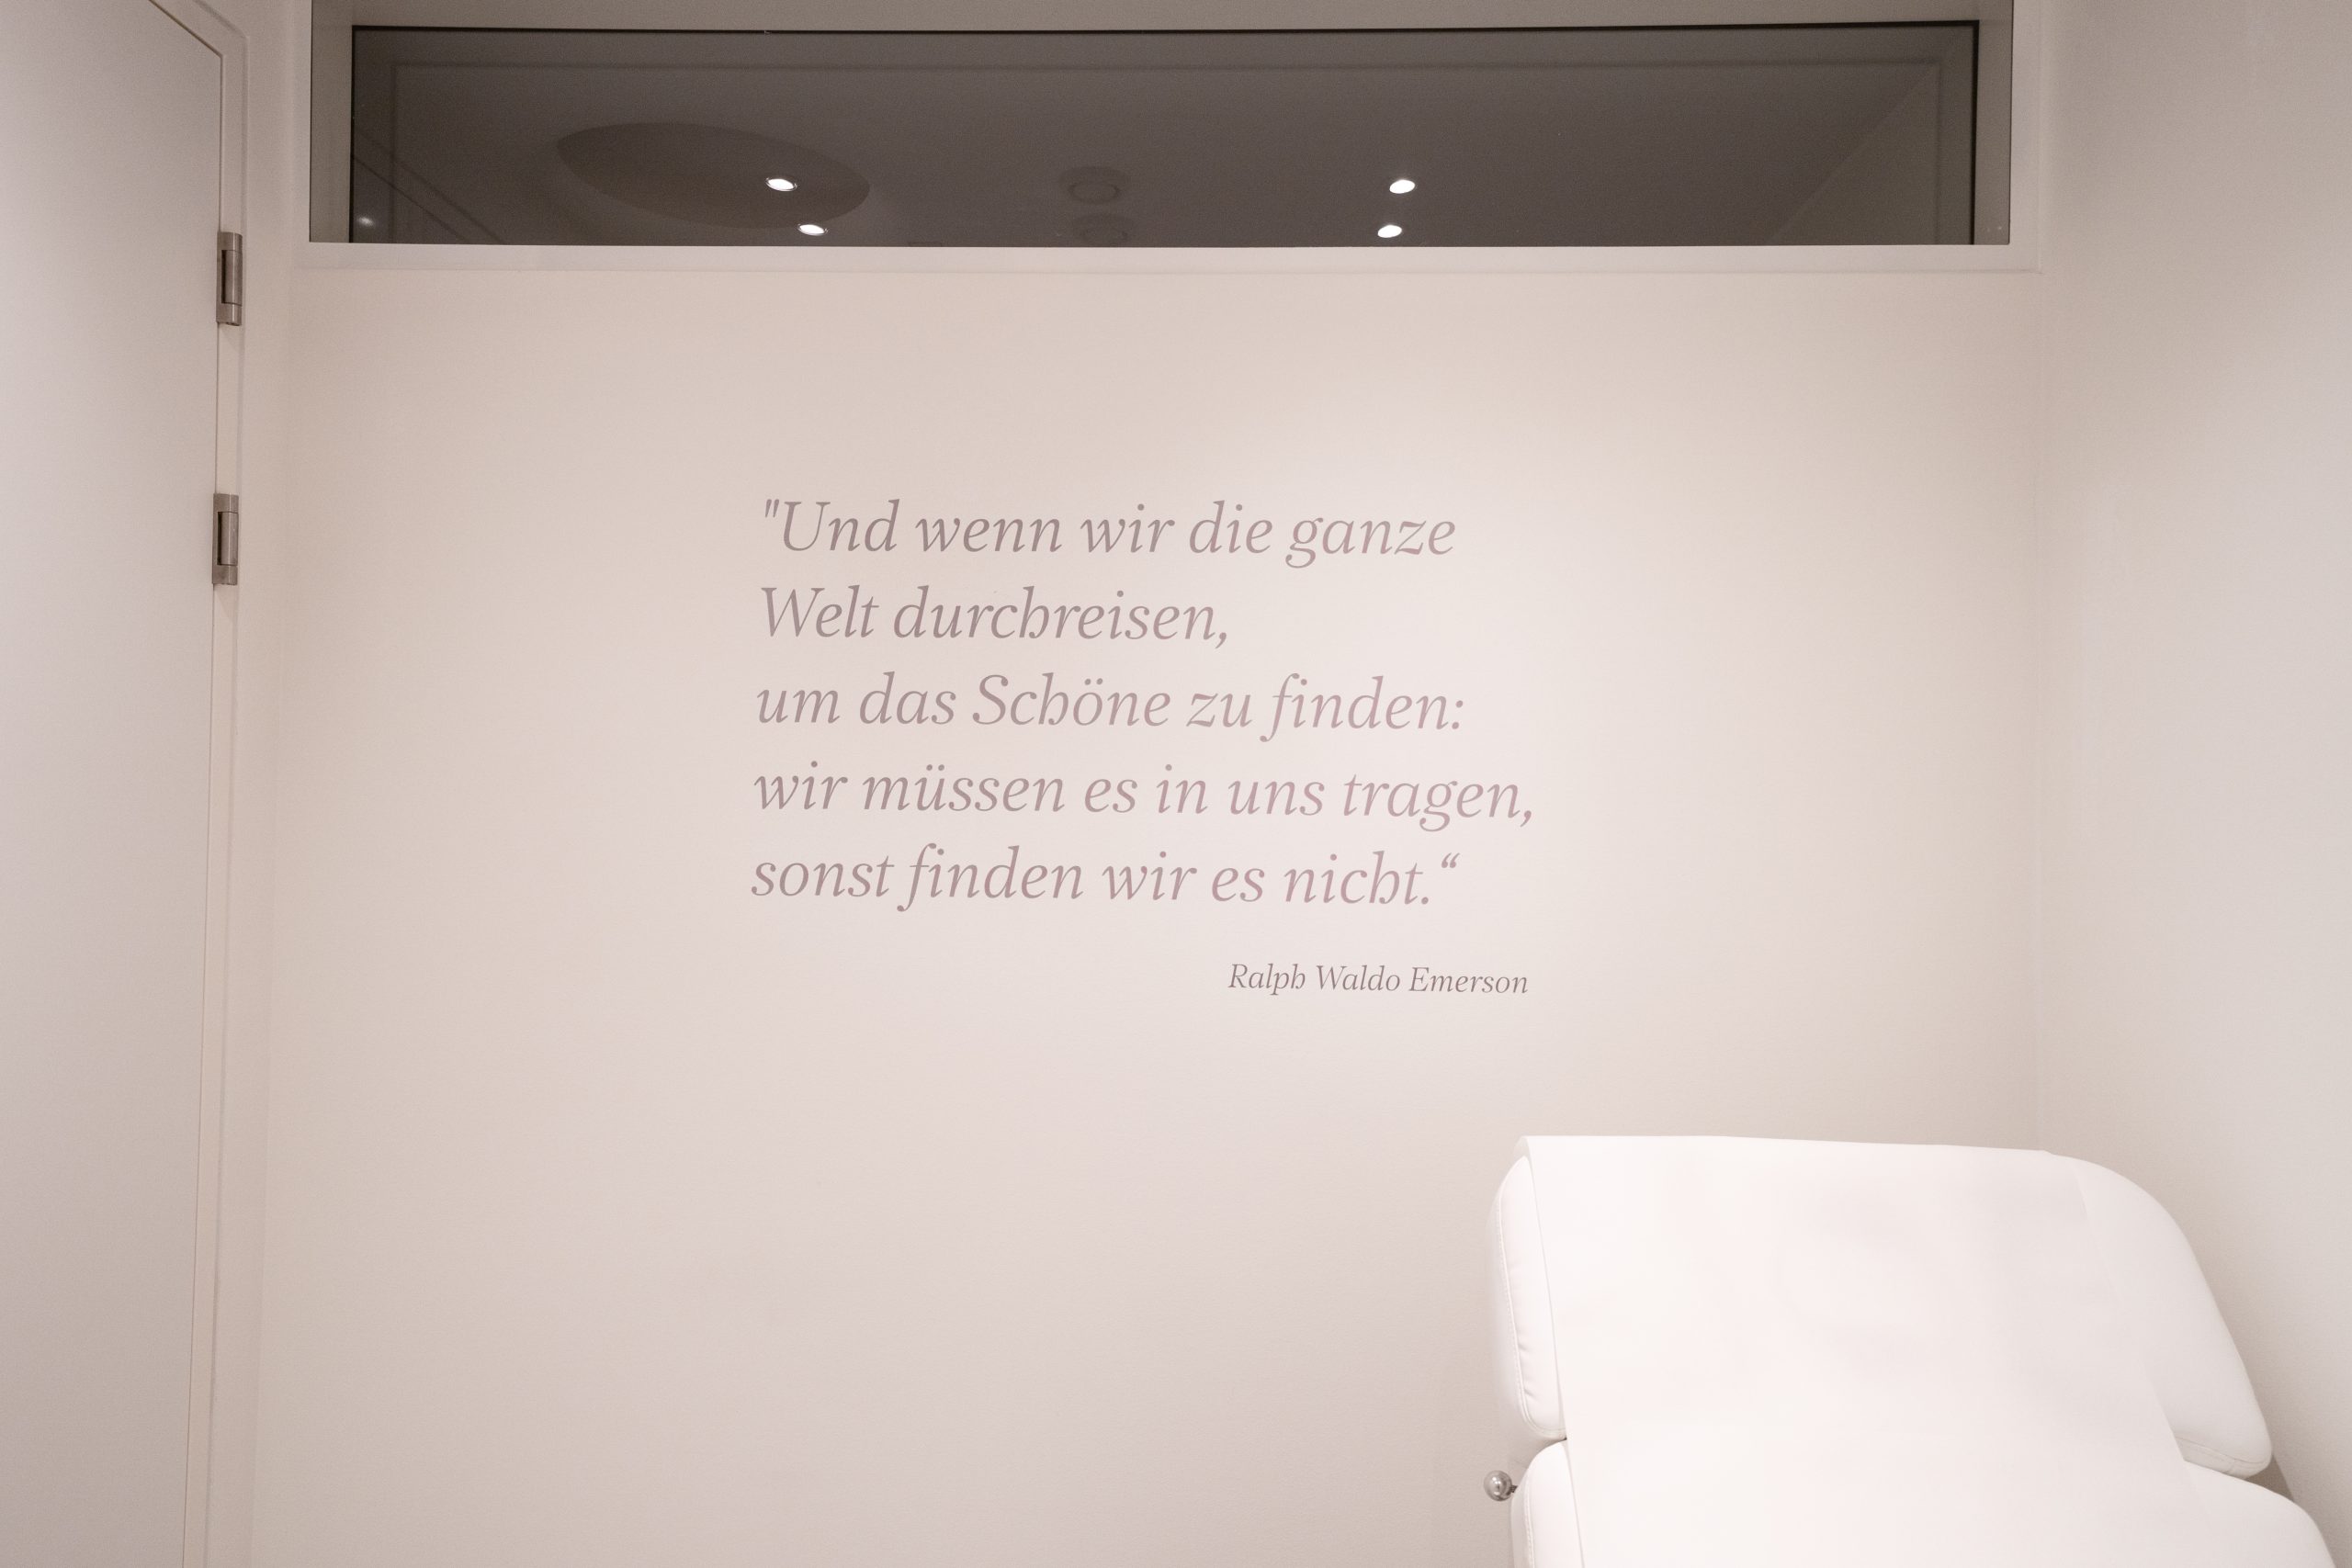 "Und wenn wir die ganze
Welt durchreisen,
um das Schöne zu finden:
wir müssen es in uns tragen,
sonst finden wir es nicht.“
Ralph Waldo Emerson